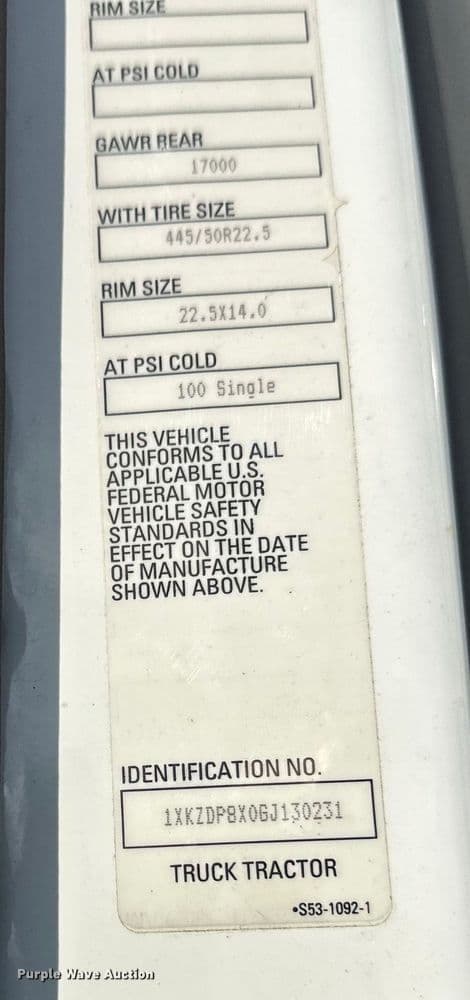 RIM SIZE
AT PSI COLD
GAWR REAR
17000
WITH TIRE SIZE
445/50R22.5
RIM SIZE
22.5X14.0
AT PSI COLD
100 Single
THIS VEHICLE
CONFORMS TO ALL
APPLICABLE U.S.
FEDERAL MOTOR
VEHICLE SAFETY
STANDARDS IN
EFFECT ON THE DATE
OF MANUFACTURE
SHOWN ABOVE.
IDENTIFICATION NO.
1XKZDP8X0GJ130231
TRUCK TRACTOR
•S53-1092-1
Purple Wave Auction